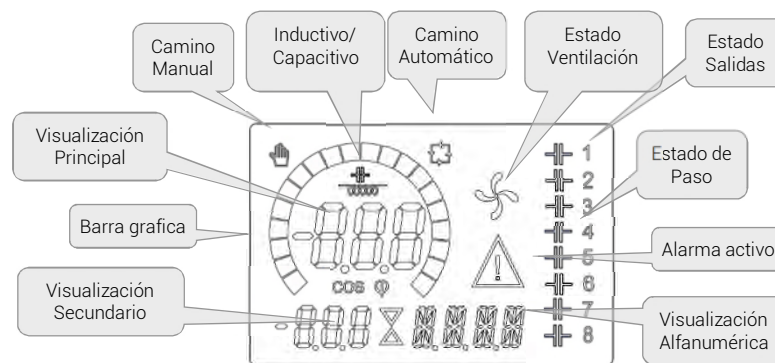 Camino
Manual
Inductivo/
Capacitivo
Camino
Automático
Estado
Ventilación
Estado
Salidas
Visualización
Principal
Estado de
Paso
Barra grafica
Alarma activo
Visualización
Secundario
Visualización
Alfanumérica
COS φ
1
2
3
4
5
6
7
8